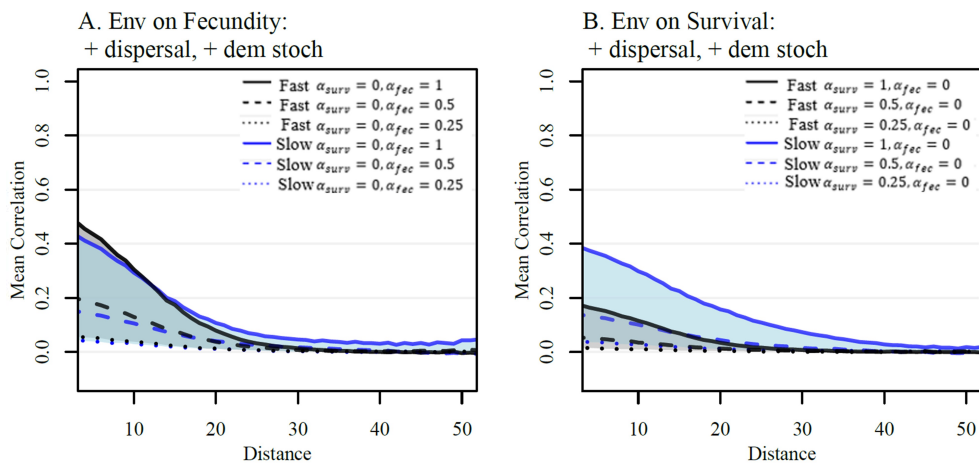 A. Env on Fecundity:
+ dispersal, + dem stoch
Mean Correlation
1.0
0.8
0.6
0.4
0.2
0.0
Fast α_surv = 0, α_fec = 1
Fast α_surv = 0, α_fec = 0.5
Fast α_surv = 0, α_fec = 0.25
Slow α_surv = 0, α_fec = 1
Slow α_surv = 0, α_fec = 0.5
Slow α_surv = 0, α_fec = 0.25
10 20 30 40 50
Distance
B. Env on Survival:
+ dispersal, + dem stoch
Mean Correlation
1.0
0.8
0.6
0.4
0.2
0.0
Fast α_surv = 1, α_fec = 0
Fast α_surv = 0.5, α_fec = 0
Fast α_surv = 0.25, α_fec = 0
Slow α_surv = 1, α_fec = 0
Slow α_surv = 0.5, α_fec = 0
Slow α_surv = 0.25, α_fec = 0
10 20 30 40 50
Distance